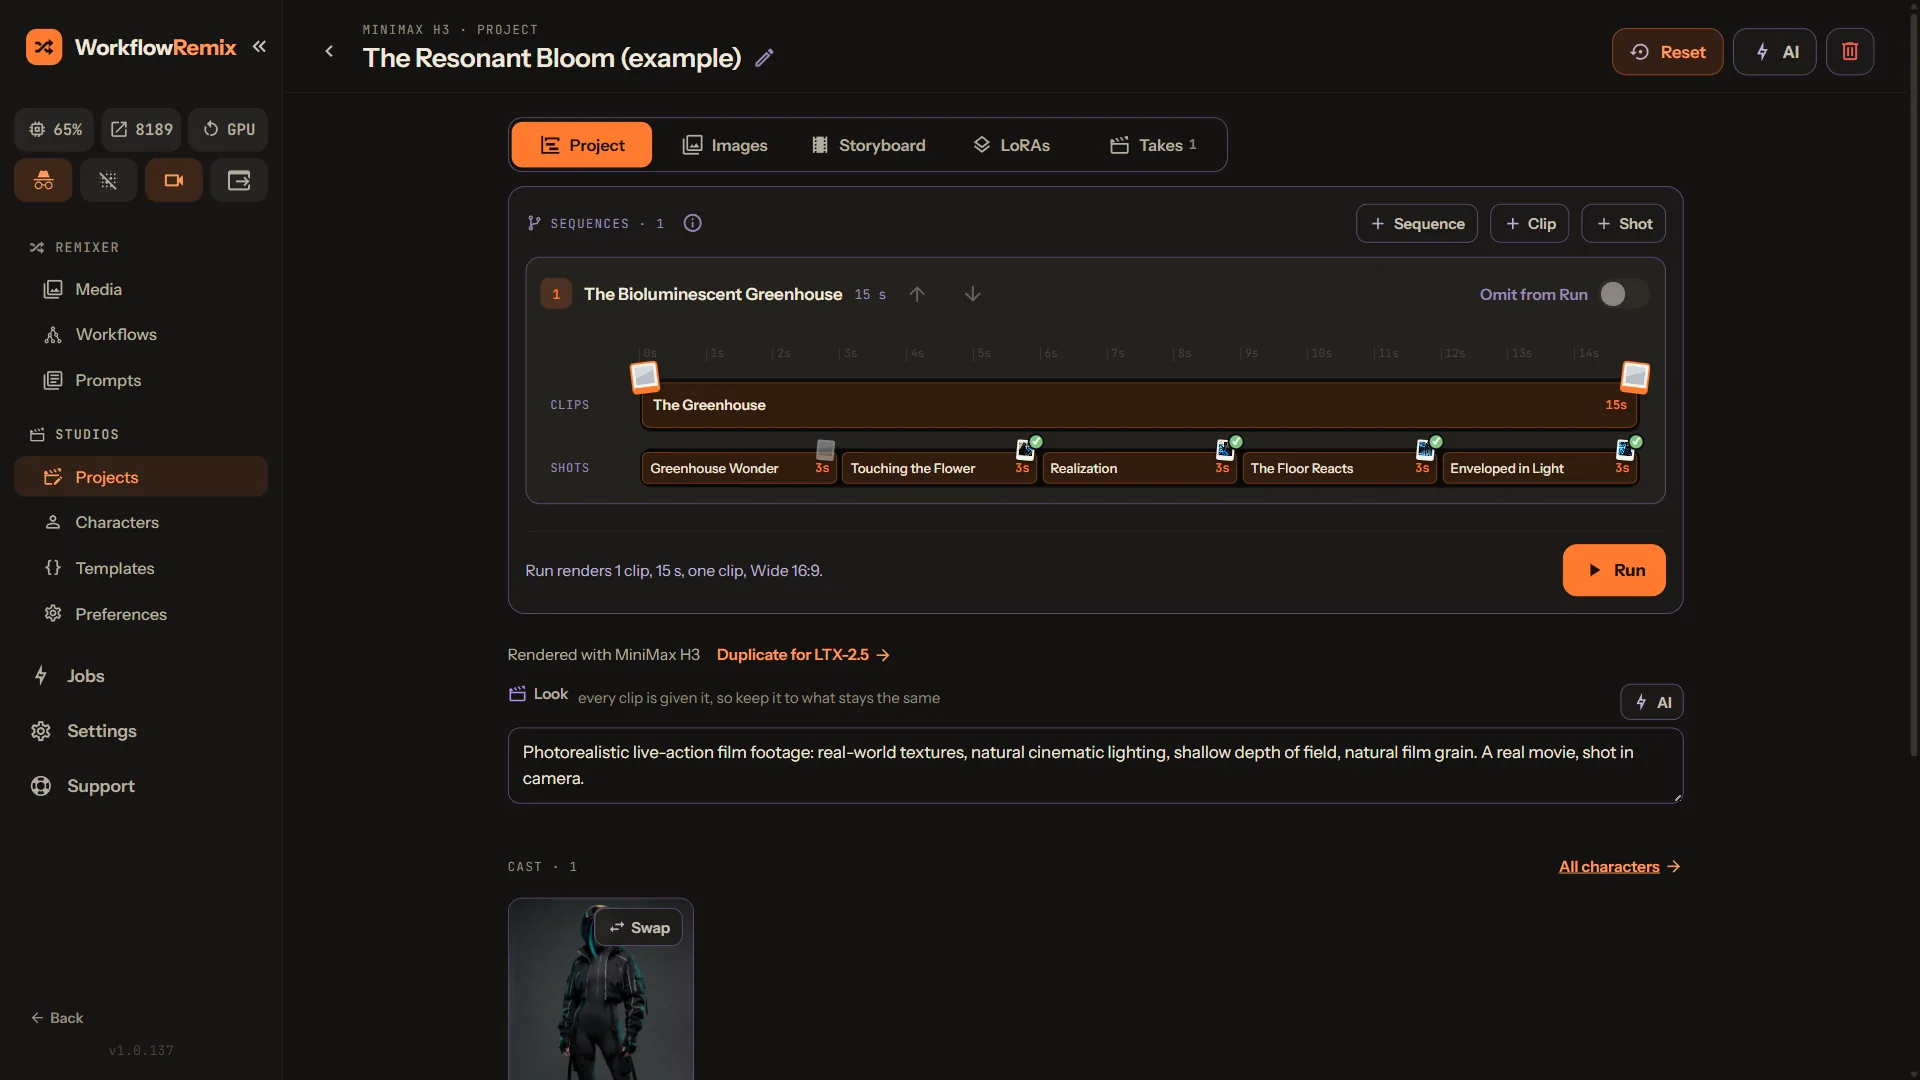 WorkflowRemix
65%
8189
GPU
REMIXER
Media
Workflows
Prompts
STUDIOS
Projects
Characters
Templates
Preferences
Jobs
Settings
Support
Back
v1.0.137
MINIMAX H3 · PROJECT
The Resonant Bloom (example)
Reset
AI
Project
Images
Storyboard
LoRAs
Takes 1
SEQUENCES · 1
+ Sequence
+ Clip
+ Shot
1 The Bioluminescent Greenhouse 15 s
Omit from Run
0s 1s 2s 3s 4s 5s 6s 7s 8s 9s 10s 11s 12s 13s 14s
CLIPS
The Greenhouse 15s
SHOTS
Greenhouse Wonder 3s
Touching the Flower 3s
Realization 3s
The Floor Reacts 3s
Enveloped in Light 3s
Run renders 1 clip, 15 s, one clip, Wide 16:9.
Run
Rendered with MiniMax H3 Duplicate for LTX-2.5 →
Look every clip is given it, so keep it to what stays the same
AI
Photorealistic live-action film footage: real-world textures, natural cinematic lighting, shallow depth of field, natural film grain. A real movie, shot in
camera.
CAST · 1
All characters →
Swap